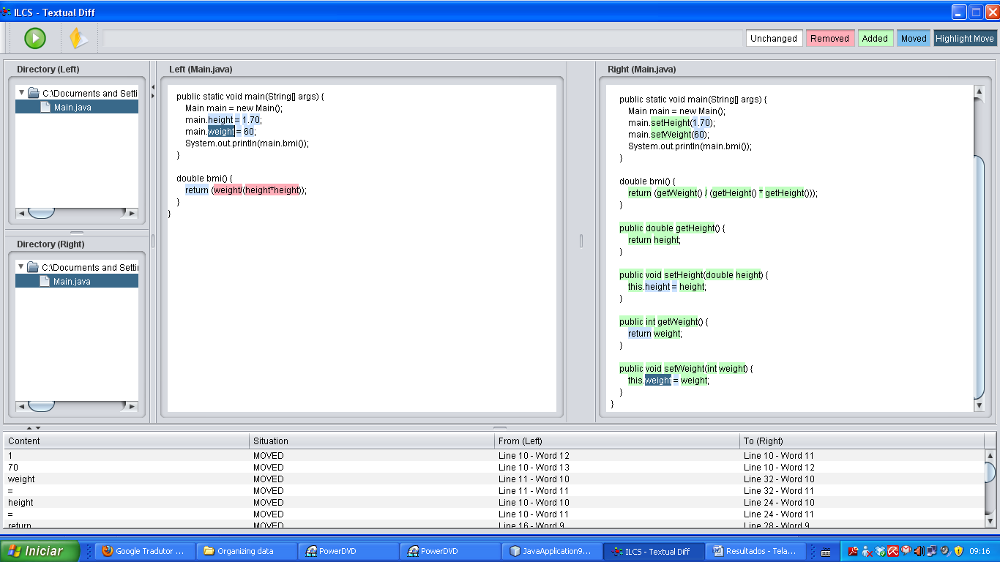 ILCS - Textual Diff
Unchanged Removed Added Moved Highlight Move
Directory (Left)
C:\Documents and Setti
Main.java
Directory (Right)
C:\Documents and Setti
Main.java
Left (Main.java)
public static void main(String[] args) {
Main main = new Main();
main.height = 1.70;
main.weight = 60;
System.out.println(main.bmi());
}
double bmi() {
return (weight/(height*height));
}
}
Right (Main.java)
public static void main(String[] args) {
Main main = new Main();
main.setHeight(1.70);
main.setWeight(60);
System.out.println(main.bmi());
}
double bmi() {
return (getWeight() / (getHeight() * getHeight()));
}
public double getHeight() {
return height;
}
public void setHeight(double height) {
this.height = height;
}
public int getWeight() {
return weight;
}
public void setWeight(int weight) {
this.weight = weight;
}
}
Content Situation From (Left) To (Right)
1 MOVED Line 10 - Word 12 Line 10 - Word 11
70 MOVED Line 10 - Word 13 Line 10 - Word 12
weight MOVED Line 11 - Word 10 Line 32 - Word 10
= MOVED Line 11 - Word 11 Line 32 - Word 11
height MOVED Line 10 - Word 10 Line 24 - Word 10
= MOVED Line 10 - Word 11 Line 24 - Word 11
return MOVED Line 16 - Word 9 Line 28 - Word 9
Iniciar Google Tradutor ... Organizing data PowerDVD PowerDVD JavaApplication9... ILCS - Textual Diff Resultados - Tela... 09:16